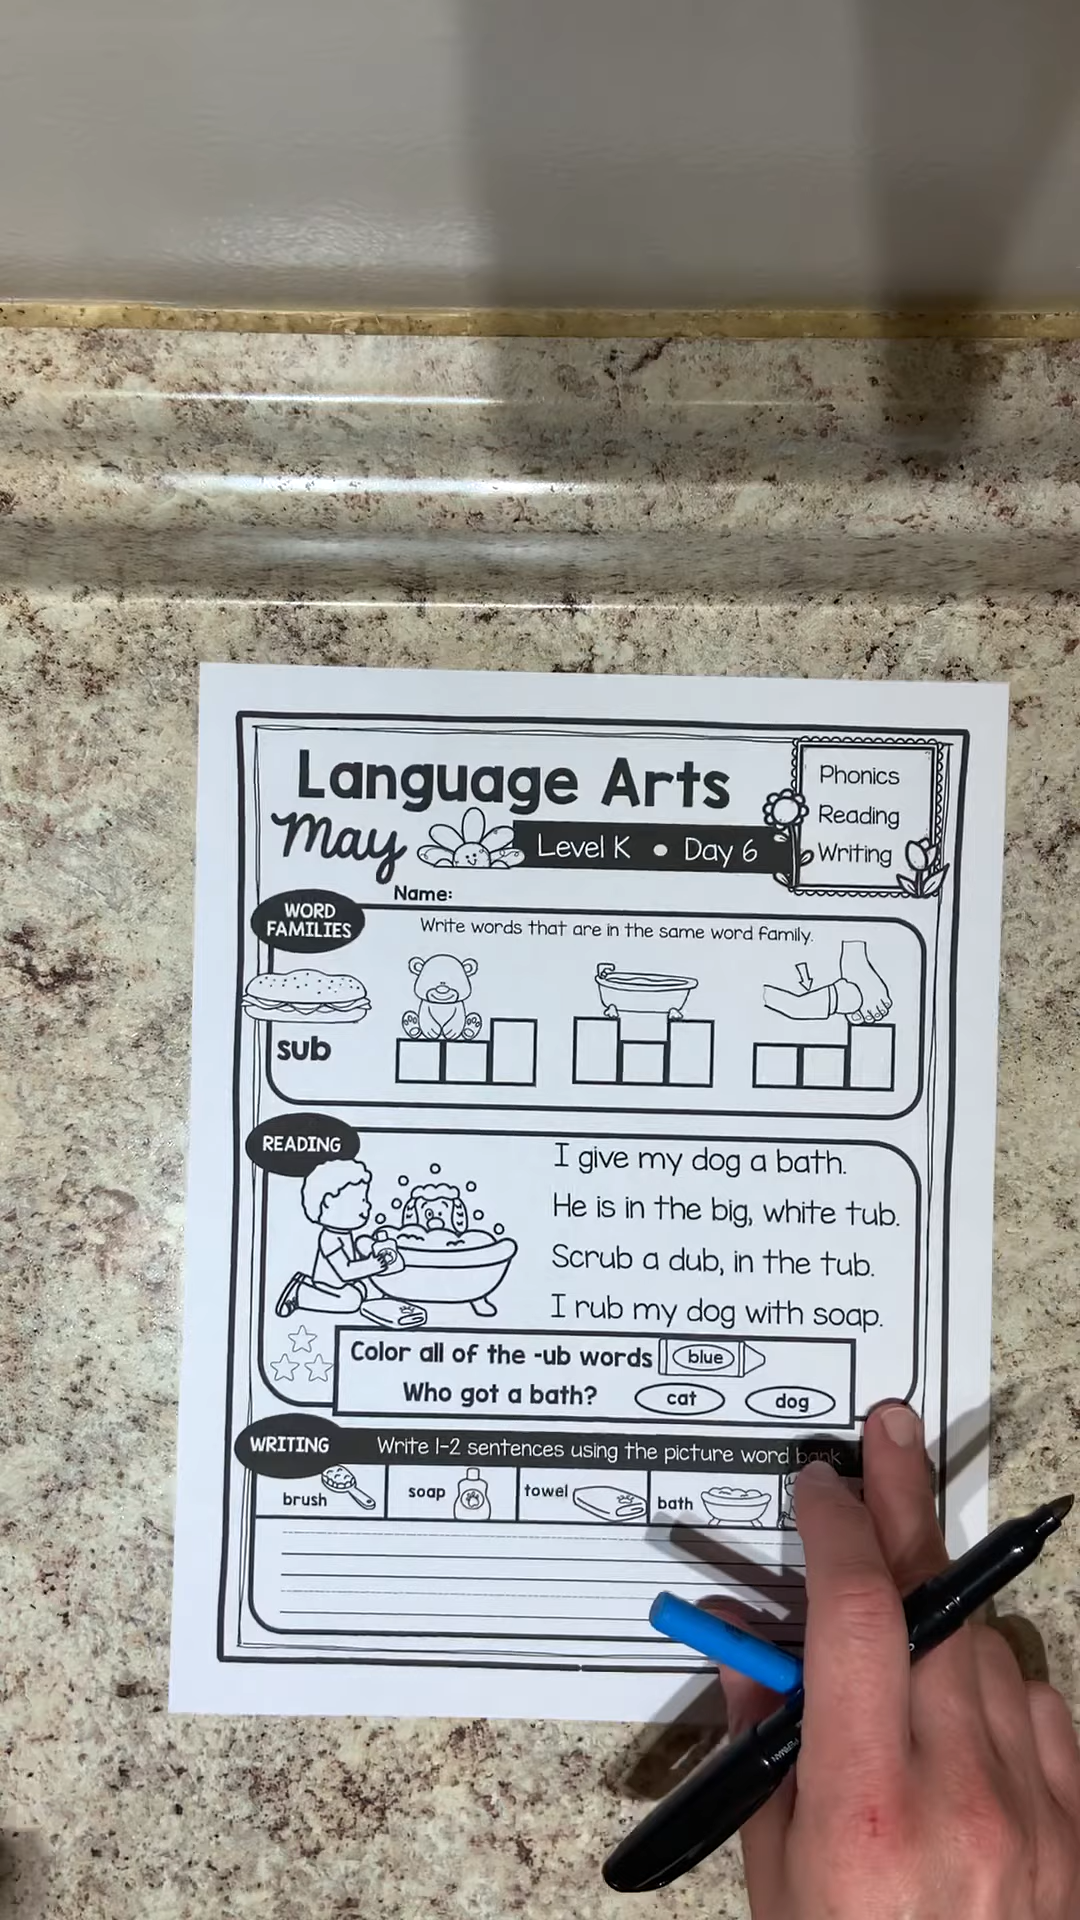 Language Arts
May
Level K • Day 6
Phonics
Reading
Writing
Name:
WORD
FAMILIES
Write words that are in the same word family.
sub
READING
I give my dog a bath.
He is in the big, white tub.
Scrub a dub, in the tub.
I rub my dog with soap.
Color all of the -ub words
blue
Who got a bath?
cat
dog
WRITING
Write 1-2 sentences using the picture word bank
brush
soap
towel
bath